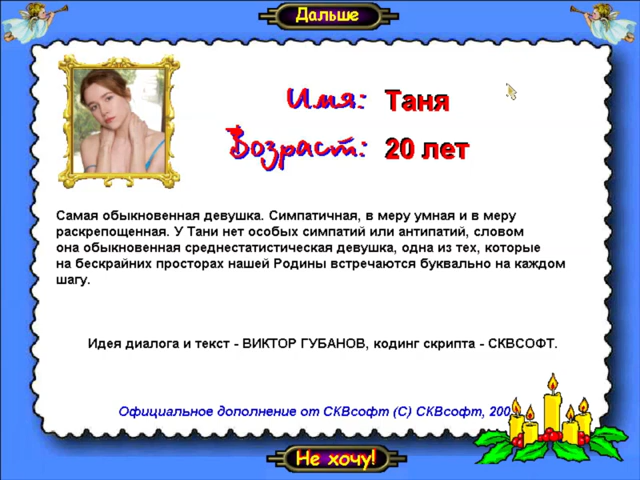 Дальше
Имя: Таня
Возраст: 20 лет
Самая обыкновенная девушка. Симпатичная, в меру умная и в меру
раскрепощенная. У Тани нет особых симпатий или антипатий, словом
она обыкновенная среднестатистическая девушка, одна из тех, которые
на бескрайних просторах нашей Родины встречаются буквально на каждом
шагу.
Идея диалога и текст - ВИКТОР ГУБАНОВ, кодинг скрипта - СКВСОФТ.
Официальное дополнение от СКВсофт (C) СКВсофт,
Не хочу!